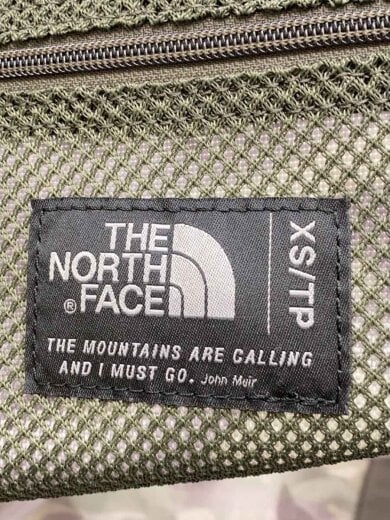 THE
NORTH
® FACE
XS/TP
THE MOUNTAINS ARE CALLING
AND I MUST GO. John Muir